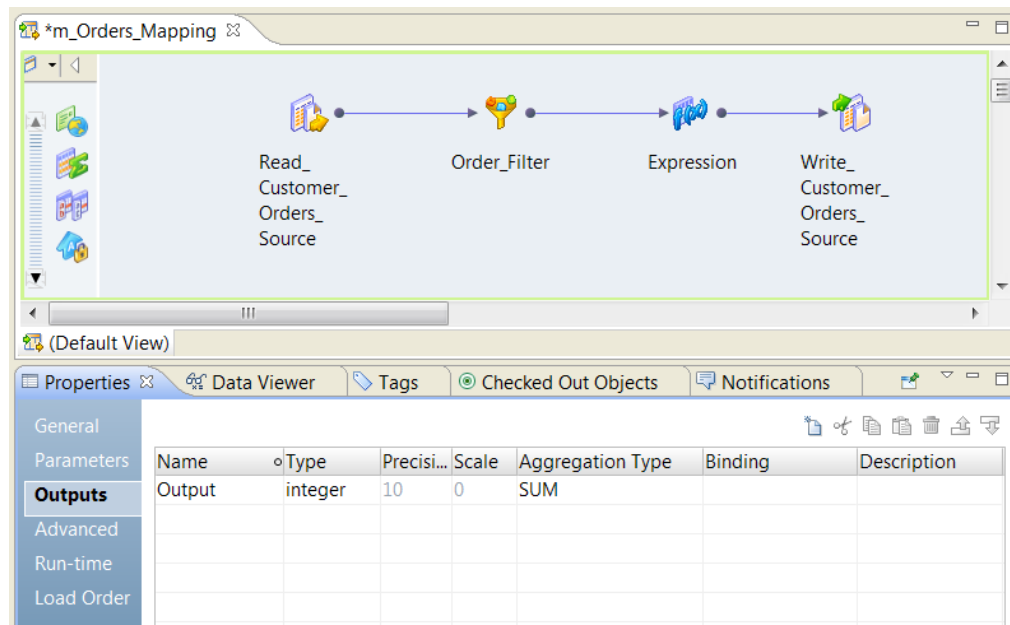 *m_Orders_Mapping
Read_
Customer_
Orders_
Source
Order_Filter
Expression
Write_
Customer_
Orders_
Source
(Default View)
Properties Data Viewer Tags Checked Out Objects Notifications
General
Parameters
Outputs
Advanced
Run-time
Load Order
Name Type Precisi... Scale Aggregation Type Binding Description
Output integer 10 0 SUM